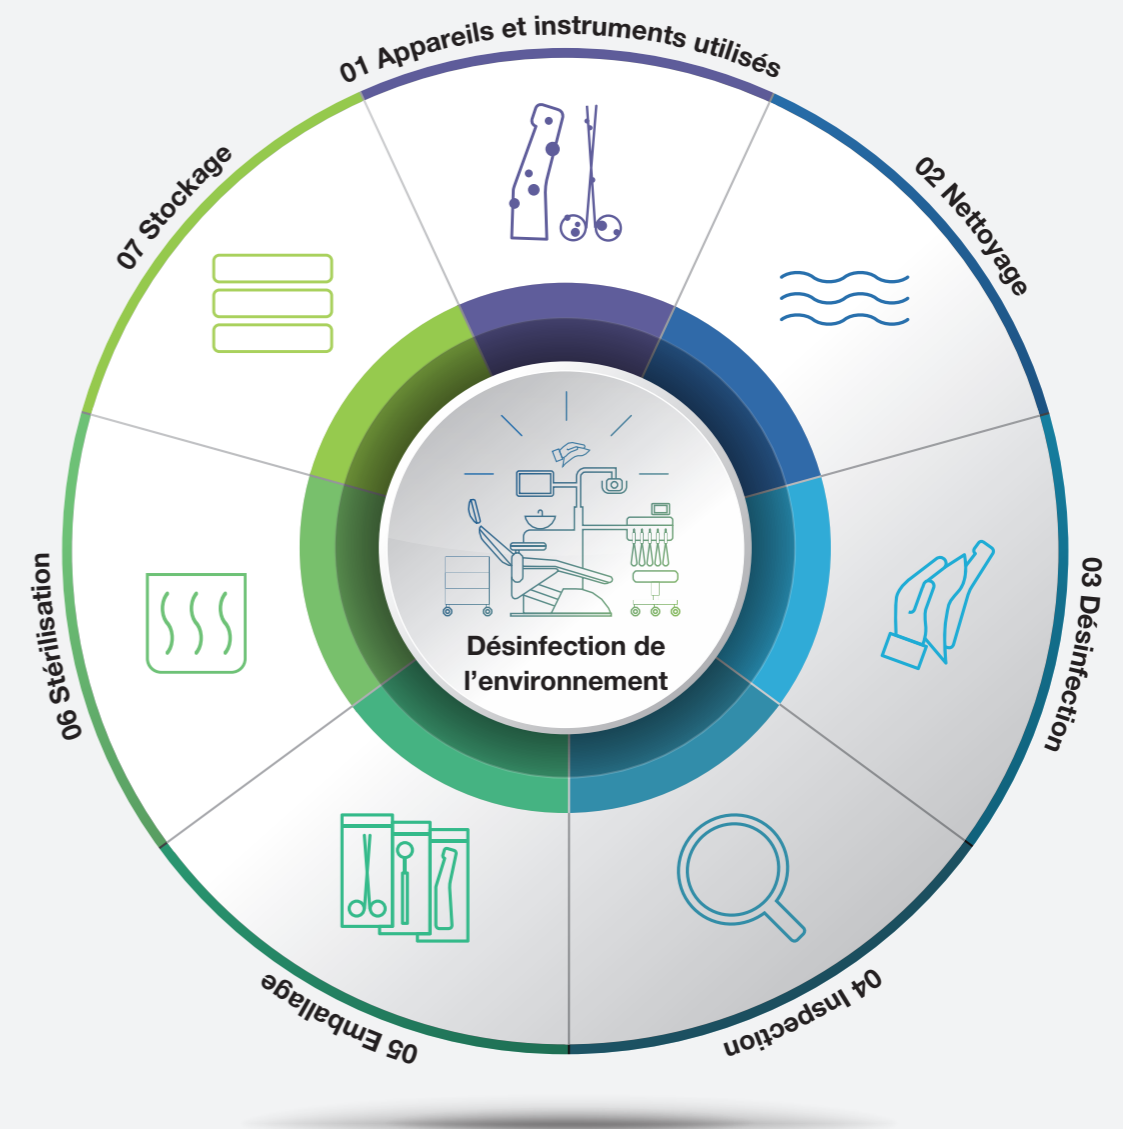 01 Appareils et instruments utilisés
02 Nettoyage
03 Désinfection
04 Inspection
05 Emballage
06 Stérilisation
07 Stockage
Désinfection de
l'environnement